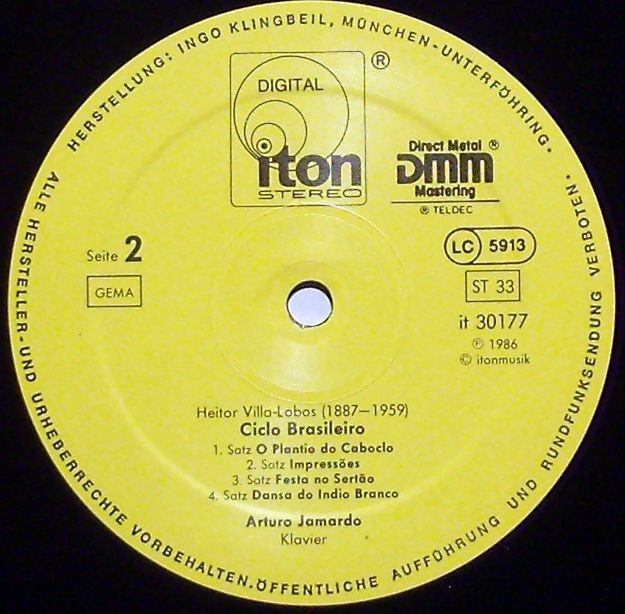 ALLE HERSTELLER- UND URHEBERRECHTE VORBEHALTEN. ÖFFENTLICHE AUFFÜHRUNG UND RUNDFUNKSENDUNG VERBOTEN.
HERSTELLUNG: INGO KLINGBEIL, MÜNCHEN-UNTERFÖHRING.
DIGITAL
®
iton
STEREO
Direct Metal ®
DMM
Mastering
® TELDEC
Seite 2
GEMA
LC 5913
ST 33
it 30177
℗ 1986
© itonmusik
Heitor Villa-Lobos (1887—1959)
Ciclo Brasileiro
1. Satz O Plantio do Caboclo
2. Satz Impressões
3. Satz Festa no Sertão
4. Satz Dansa do Indio Branco
Arturo Jamardo
Klavier